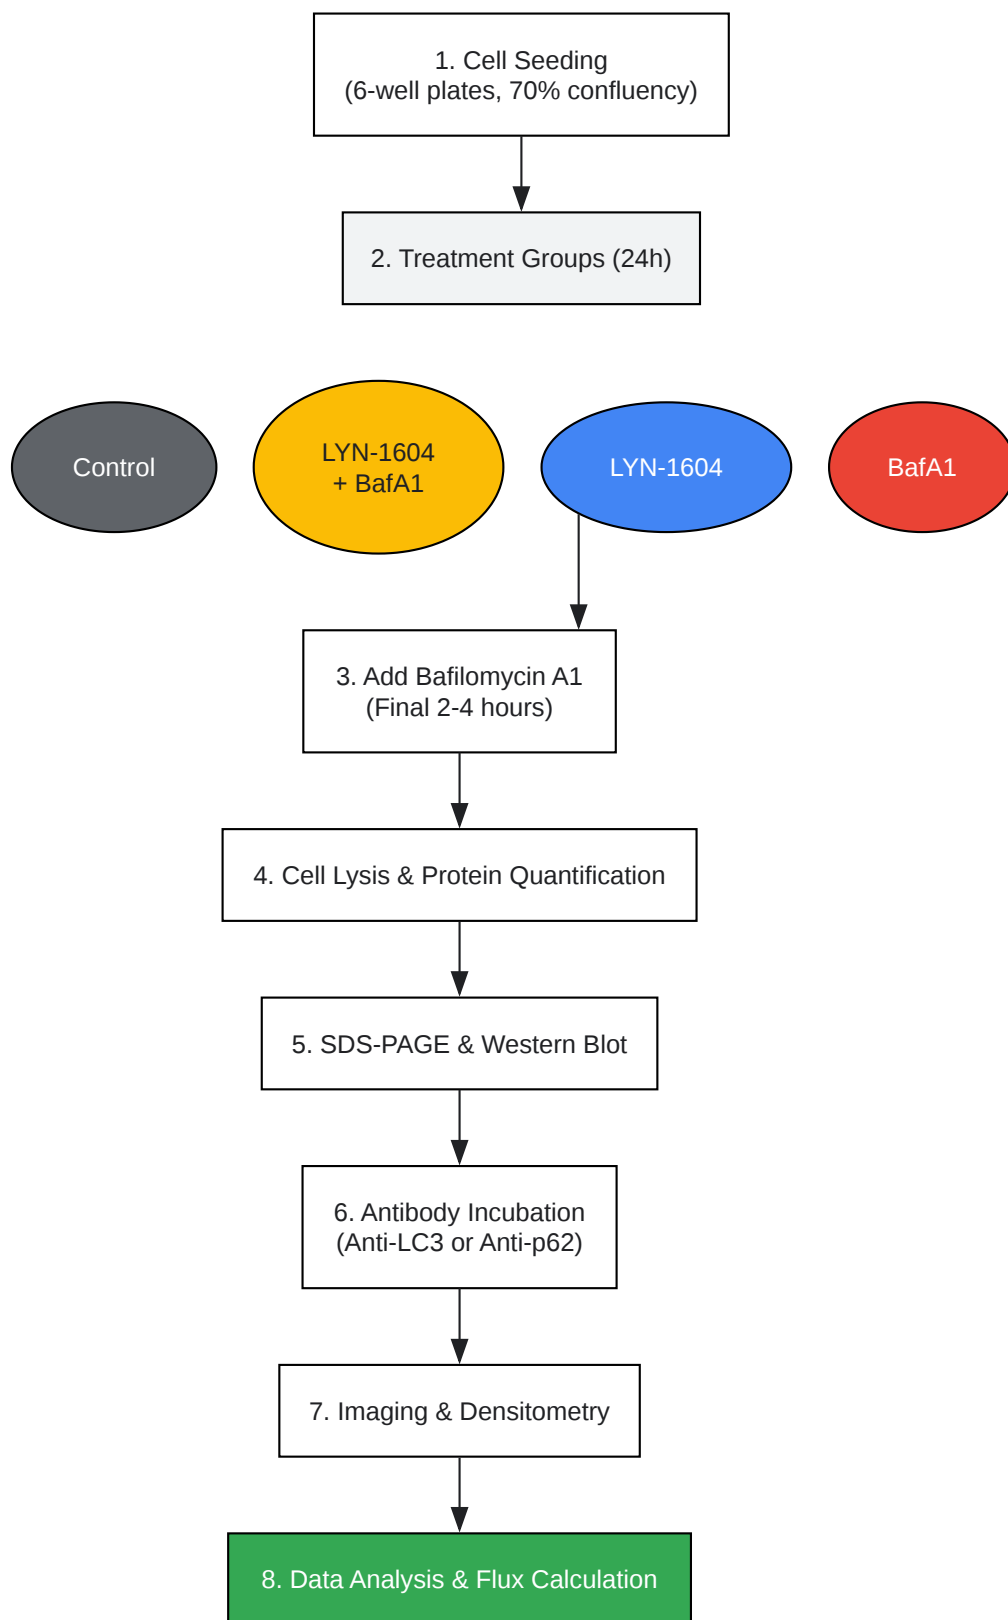 1. Cell Seeding
(6-well plates, 70% confluency)
2. Treatment Groups (24h)
Control
LYN-1604
+ BafA1
LYN-1604
BafA1
3. Add Bafilomycin A1
(Final 2-4 hours)
4. Cell Lysis & Protein Quantification
5. SDS-PAGE & Western Blot
6. Antibody Incubation
(Anti-LC3 or Anti-p62)
7. Imaging & Densitometry
8. Data Analysis & Flux Calculation